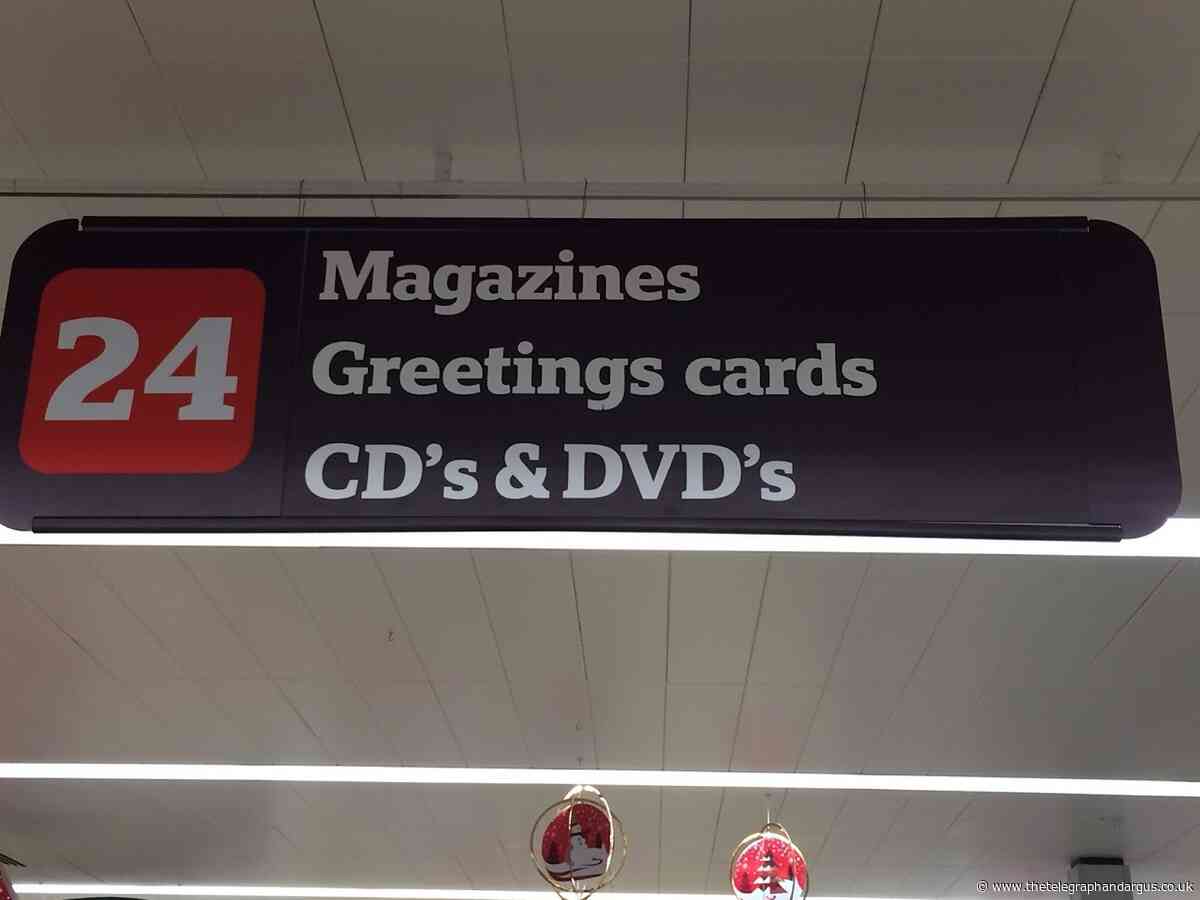 24
Magazines
Greetings cards
CD’s & DVD’s
© www.thetelegraphandargus.co.uk